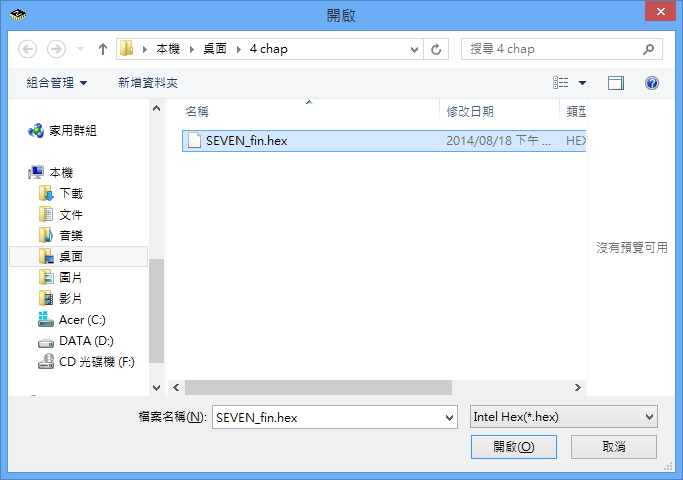 開啟
本機 桌面 4 chap
搜尋 4 chap
組合管理 新增資料夾
名稱 修改日期 類型
SEVEN_fin.hex 2014/08/18 下午 ... HEX
沒有預覽可用
家用群組
本機
下載
文件
音樂
桌面
圖片
影片
Acer (C:)
DATA (D:)
CD 光碟機 (F:)
檔案名稱(N): SEVEN_fin.hex Intel Hex(*.hex)
開啟(O) 取消